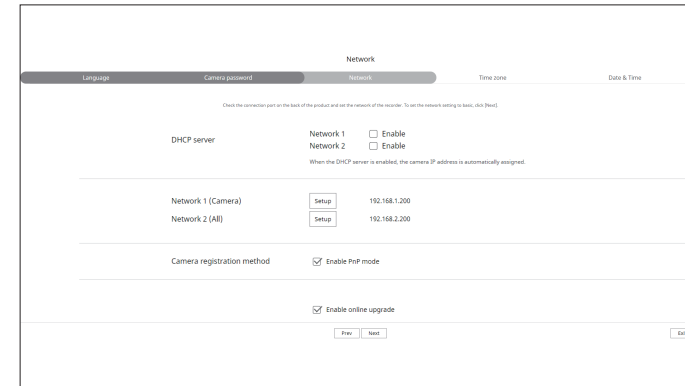 Network
Language Camera password Network Time zone Date & Time
Check the connection port on the back of the product and set the network of the recorder. To set the network setting to basic, click [Next].
DHCP server Network 1 Enable
Network 2 Enable
When the DHCP server is enabled, the camera IP address is automatically assigned.
Network 1 (Camera) Setup 192.168.1.200
Network 2 (All) Setup 192.168.2.200
Camera registration method Enable PnP mode
Enable online upgrade
Prev Next